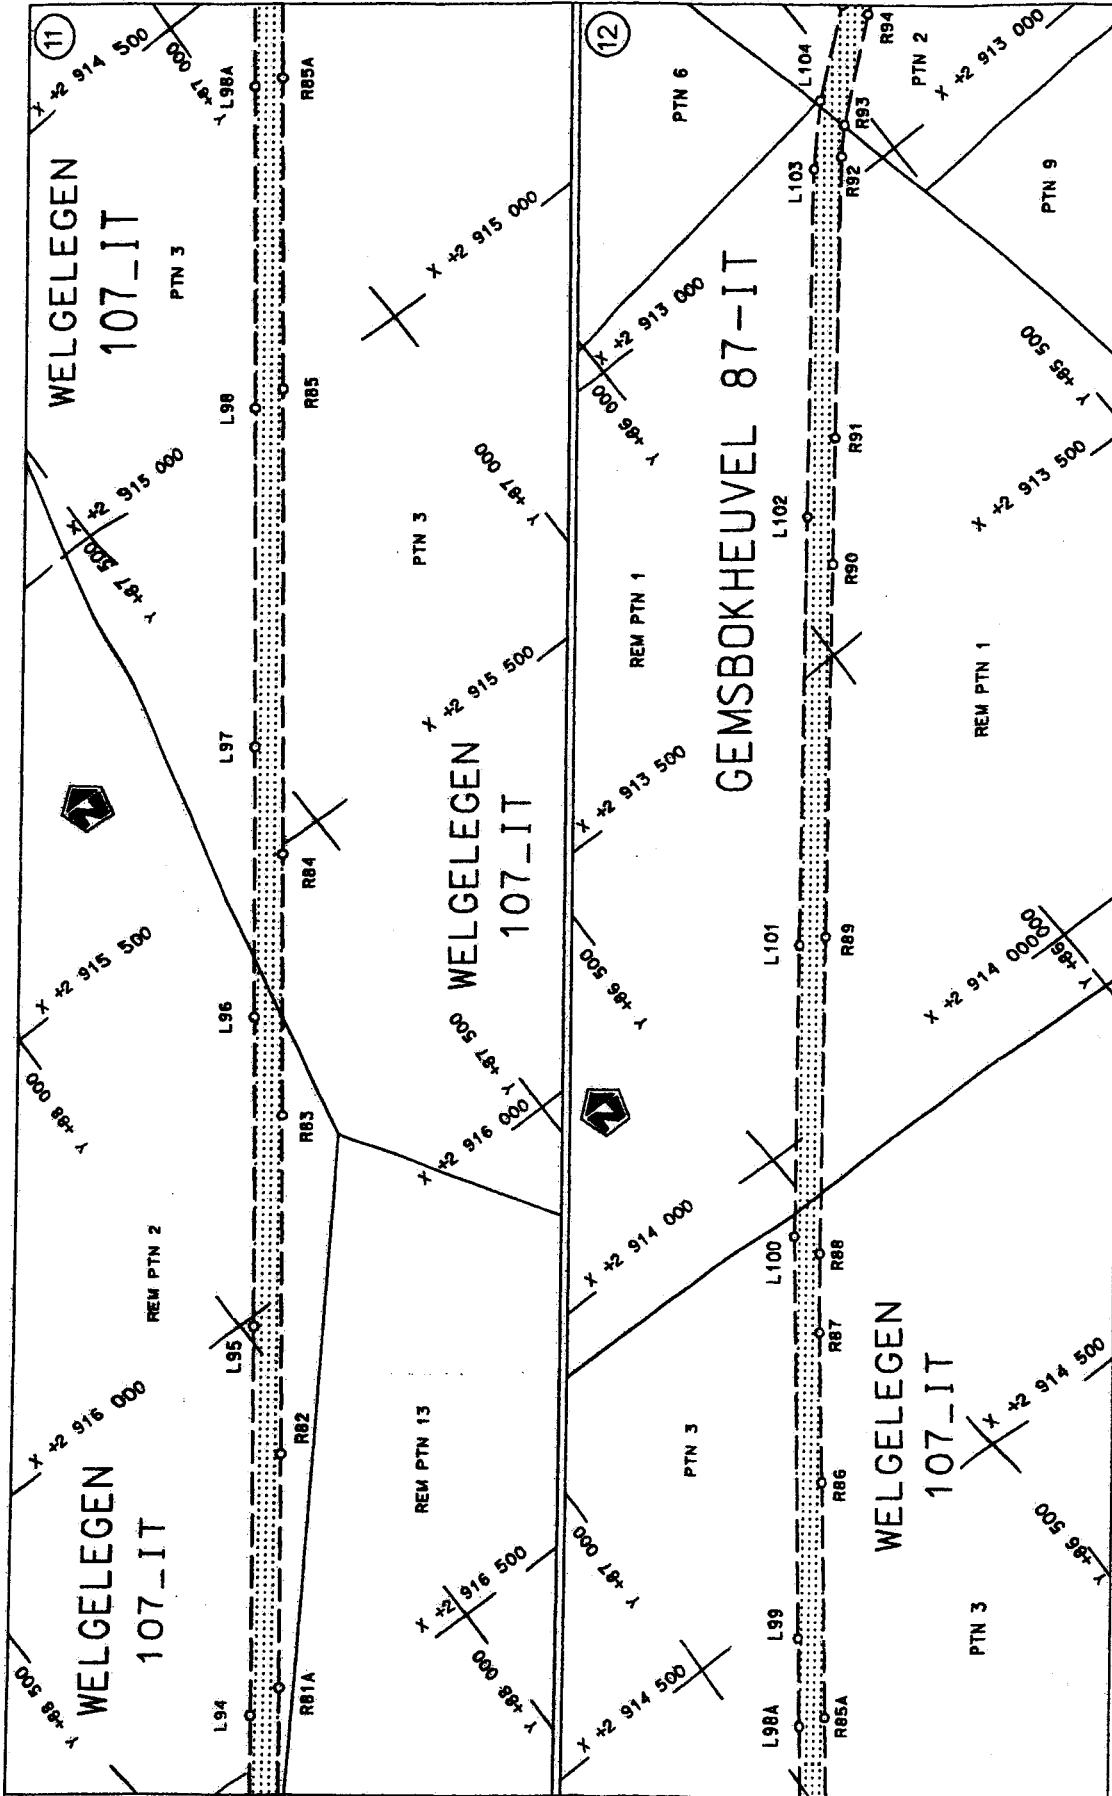 11
WELGELEGEN
107_IT
PTN 3
X +2 914 500
Y +87 000
L98A
R85A
X +2 915 000
L98
R85
X +2 915 000
Y +87 500
PTN 3
Y +87 000
L97
R84
X +2 915 500
WELGELEGEN
107_IT
X +2 915 500
Y +88 000
L96
R83
Y +87 500
X +2 916 000
REM PTN 2
L95
R82
REM PTN 13
X +2 916 000
WELGELEGEN
107_IT
X +2 916 500
Y +88 000
Y +88 500
L94
R81A
12
PTN 6
L104
R94
PTN 2
X +2 913 000
R93
L103
R92
PTN 9
X +2 913 000
Y +86 000
GEMSBOKHEUVEL 87-IT
Y +85 500
R91
L102
R90
X +2 913 500
REM PTN 1
REM PTN 1
X +2 913 500
L101
R89
Y +86 500
X +2 914 000
Y +86 000
X +2 914 000
L100
R88
R87
WELGELEGEN
107_IT
X +2 914 500
PTN 3
R86
Y +87 000
Y +86 500
L99
PTN 3
X +2 914 500
L98A
R85A